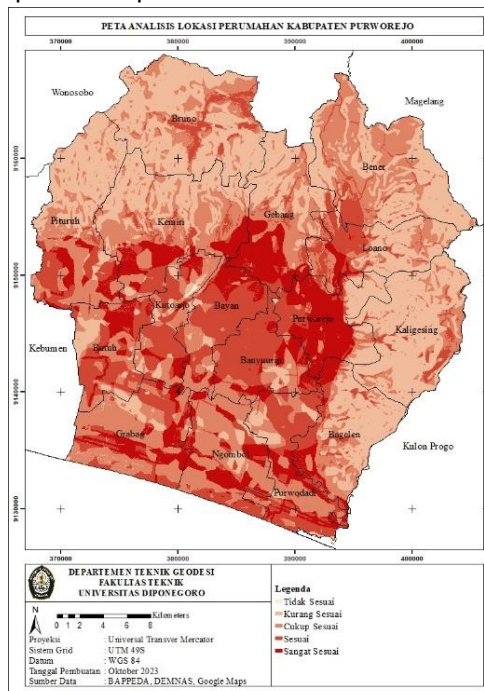 PETA ANALISIS LOKASI PERUMAHAN KABUPATEN PURWOREJO
370000 380000 390000 400000
Wonosobo
Magelang
Bruno
9160000
Bener
Pituruh
Kemiri
Gebang
Loano
9150000
Kutoarjo
Bayan
Purworejo
Kaligesing
Kebumen
Butuh
Banyuurip
9140000
Grabag
Ngombol
Bagelen
Kulon Progo
Purwodadi
9130000
370000 380000 390000 400000
DEPARTEMEN TEKNIK GEODESI
FAKULTAS TEKNIK
UNIVERSITAS DIPONEGORO
N
0 1 2 4 6 8 Kilometers
Proyeksi : Universal Transver Mercator
Sistem Grid : UTM 49S
Datum : WGS 84
Tanggal Pembuatan : Oktober 2023
Sumber Data : BAPPEDA, DEMNAS, Google Maps
Legenda
Tidak Sesuai
Kurang Sesuai
Cukup Sesuai
Sesuai
Sangat Sesuai